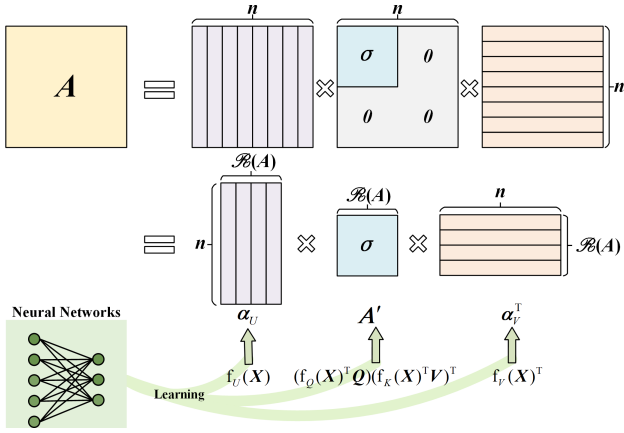 n n
A = × σ 0 0 0 × n
ℛ(A) ℛ(A) n
= n × σ × ℛ(A)
Neural Networks α_U A′ α_V^T
Learning f_U(X) (f_Q(X)^T Q)(f_K(X)^T V)^T f_V(X)^T